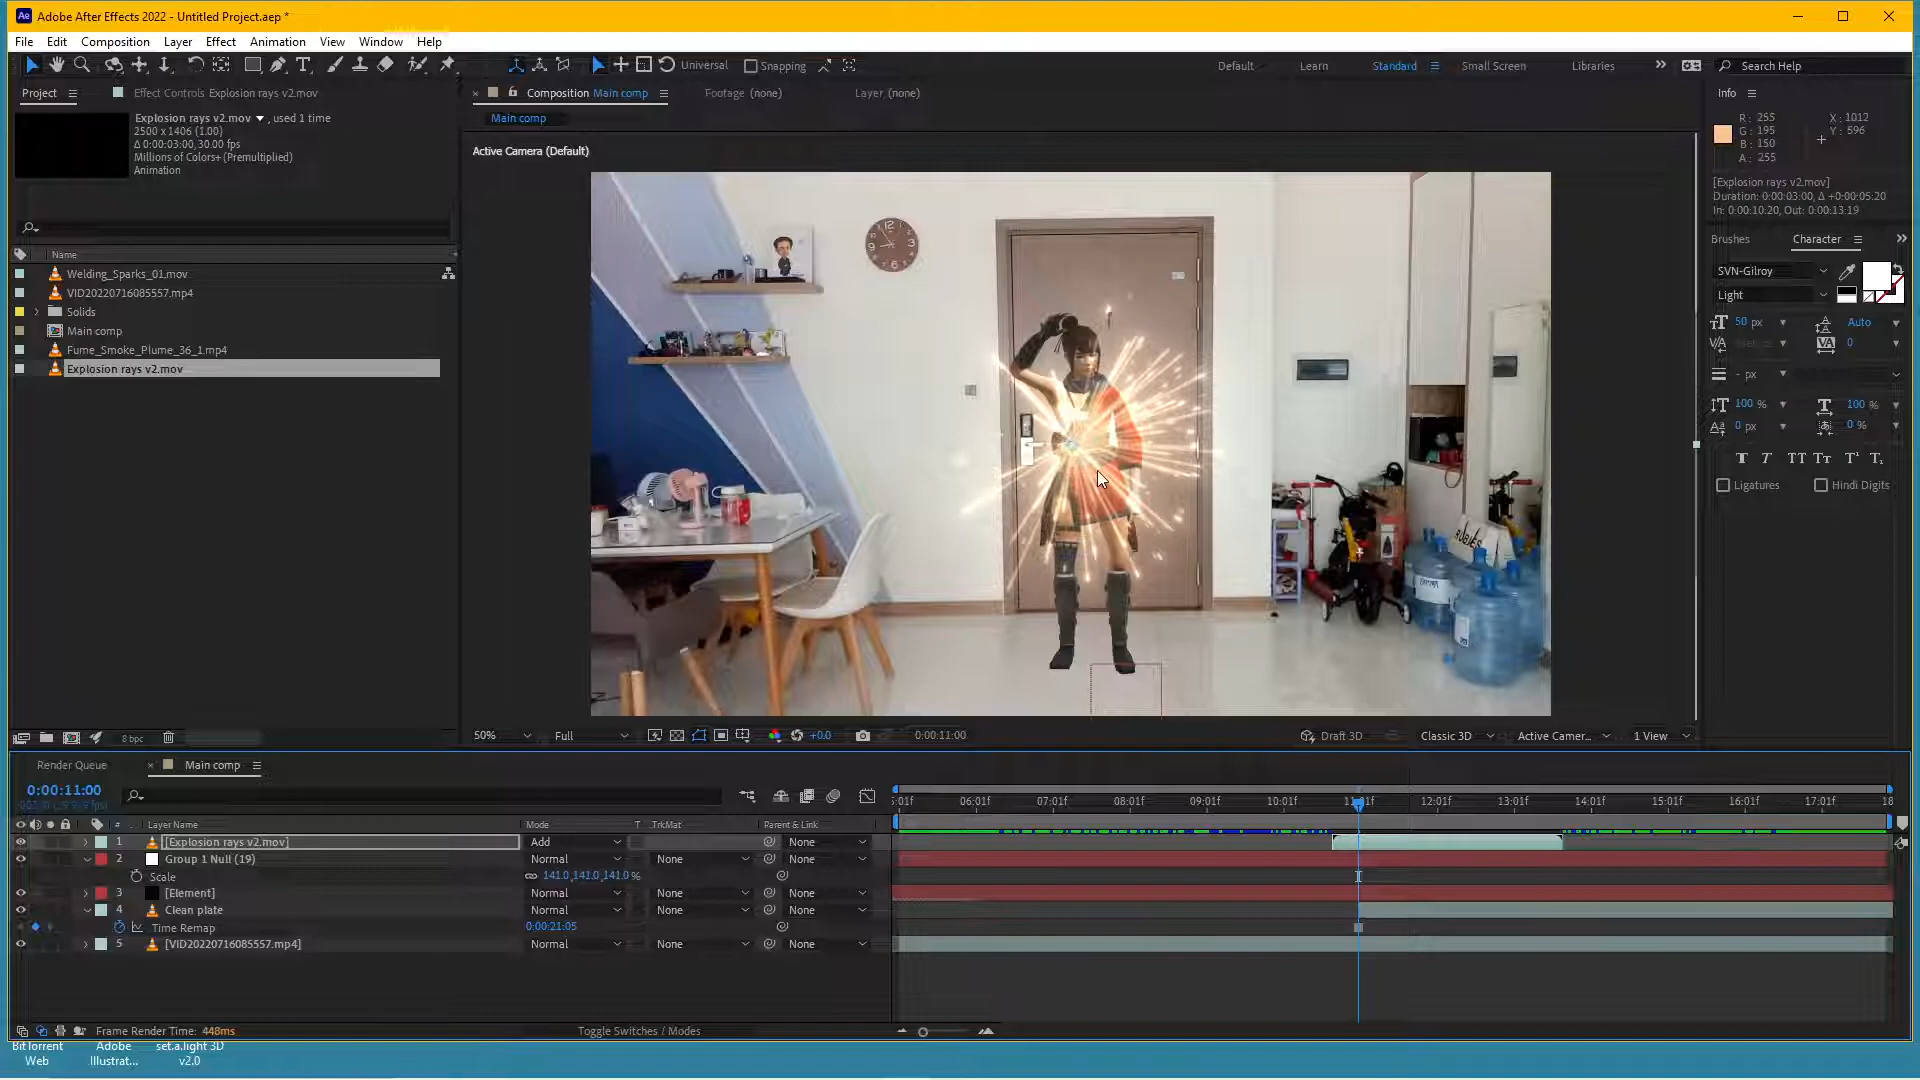 Adobe After Effects 2022 - Untitled Project.aep *
File Edit Composition Layer Effect Animation View Window Help
Universal Snapping Default Learn Standard Small Screen Libraries Search Help
Project Effect Controls Explosion rays v2.mov
Composition Main comp Footage (none) Layer (none)
Info
Main comp
Explosion rays v2.mov , used 1 time
2500 x 1406 (1.00)
Δ 0:00:03:00, 30.00 fps
Millions of Colors+ (Premultiplied)
Animation
R: 255
G: 195
B: 150
A: 255
X: 1012
Y: 596
Active Camera (Default)
[Explosion rays v2.mov]
Duration: 0:00:03:00, Δ +0:00:05:20
In: 0:00:10:20, Out: 0:00:13:19
Brushes Character
SVN-Gilroy
Light
50 px Auto
0
- px
100 % 100 %
0 px 0 %
Ligatures Hindi Digits
Name
Welding_Sparks_01.mov
VID20220716085557.mp4
Solids
Main comp
Fume_Smoke_Plume_36_1.mp4
Explosion rays v2.mov
8 bpc
12
3
6
9
50% Full +0.0 0:00:11:00 Draft 3D Classic 3D Active Camer... 1 View
Render Queue Main comp
0:00:11:00
:01f 06:01f 07:01f 08:01f 09:01f 10:01f 11:01f 12:01f 13:01f 14:01f 15:01f 16:01f 17:01f 18
# Layer Name Mode T .TrkMat Parent & Link
1 [Explosion rays v2.mov] Add None
2 Group 1 Null (19) Normal None None
Scale 141.0,141.0,141.0 %
3 [Element] Normal None None
4 Clean plate Normal None None
Time Remap 0:00:21:05
5 [VID20220716085557.mp4] Normal None None
Frame Render Time: 448ms Toggle Switches / Modes
BitTorrent Web
Adobe Illustrat...
set.a.light 3D v2.0